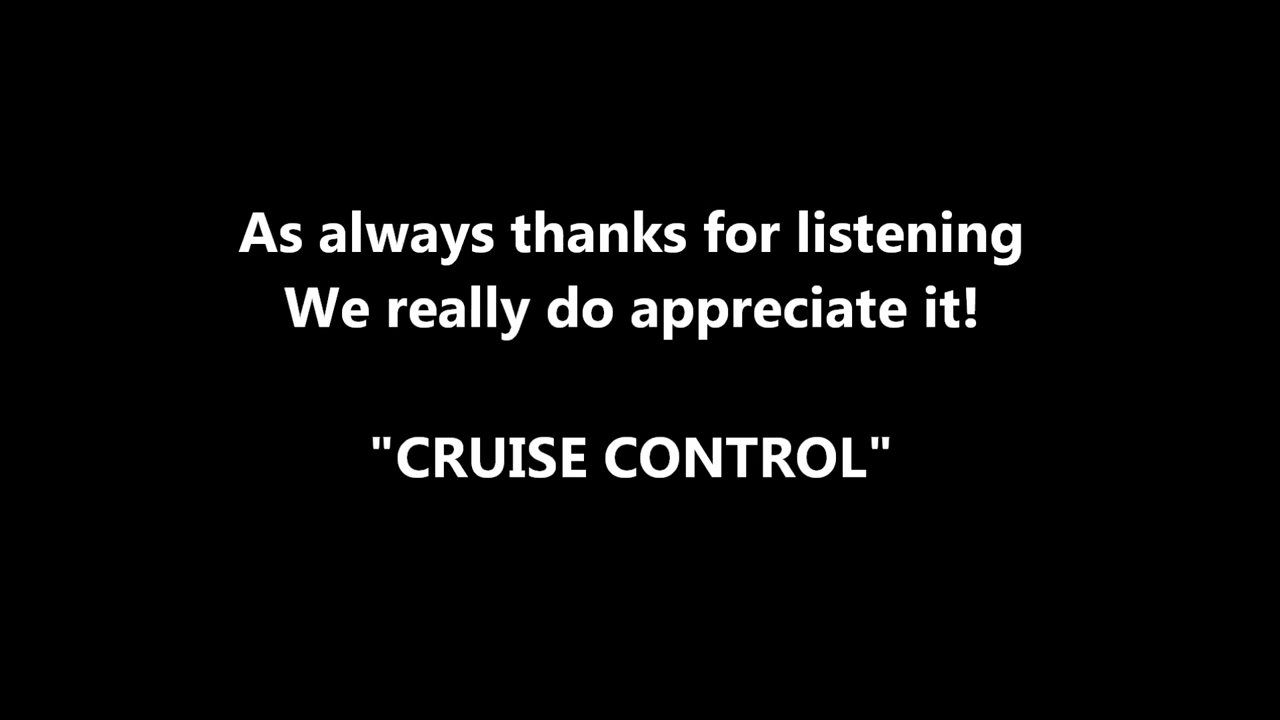 As always thanks for listening
We really do appreciate it!
"CRUISE CONTROL"